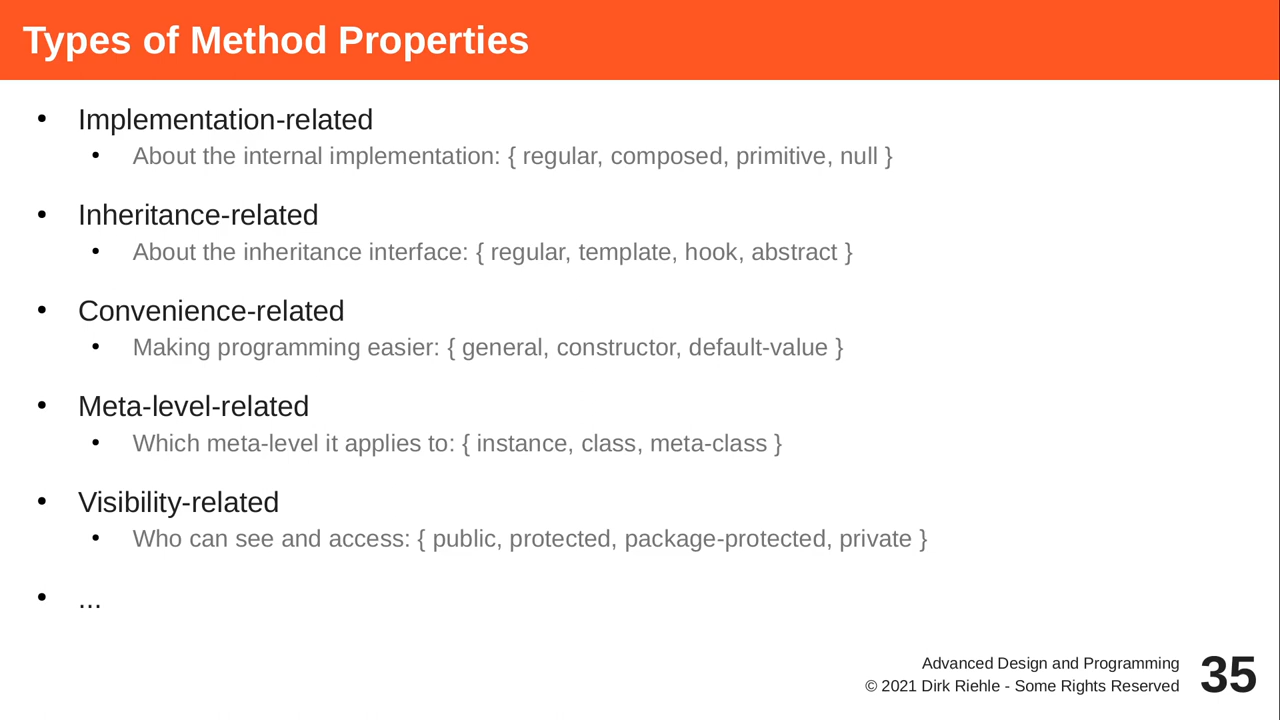 Types of Method Properties
• Implementation-related
• About the internal implementation: { regular, composed, primitive, null }
• Inheritance-related
• About the inheritance interface: { regular, template, hook, abstract }
• Convenience-related
• Making programming easier: { general, constructor, default-value }
• Meta-level-related
• Which meta-level it applies to: { instance, class, meta-class }
• Visibility-related
• Who can see and access: { public, protected, package-protected, private }
• ...
Advanced Design and Programming
© 2021 Dirk Riehle - Some Rights Reserved
35